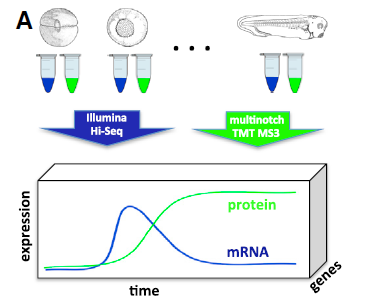 A
Illumina
Hi-Seq
multinotch
TMT MS3
expression
protein
mRNA
time
genes